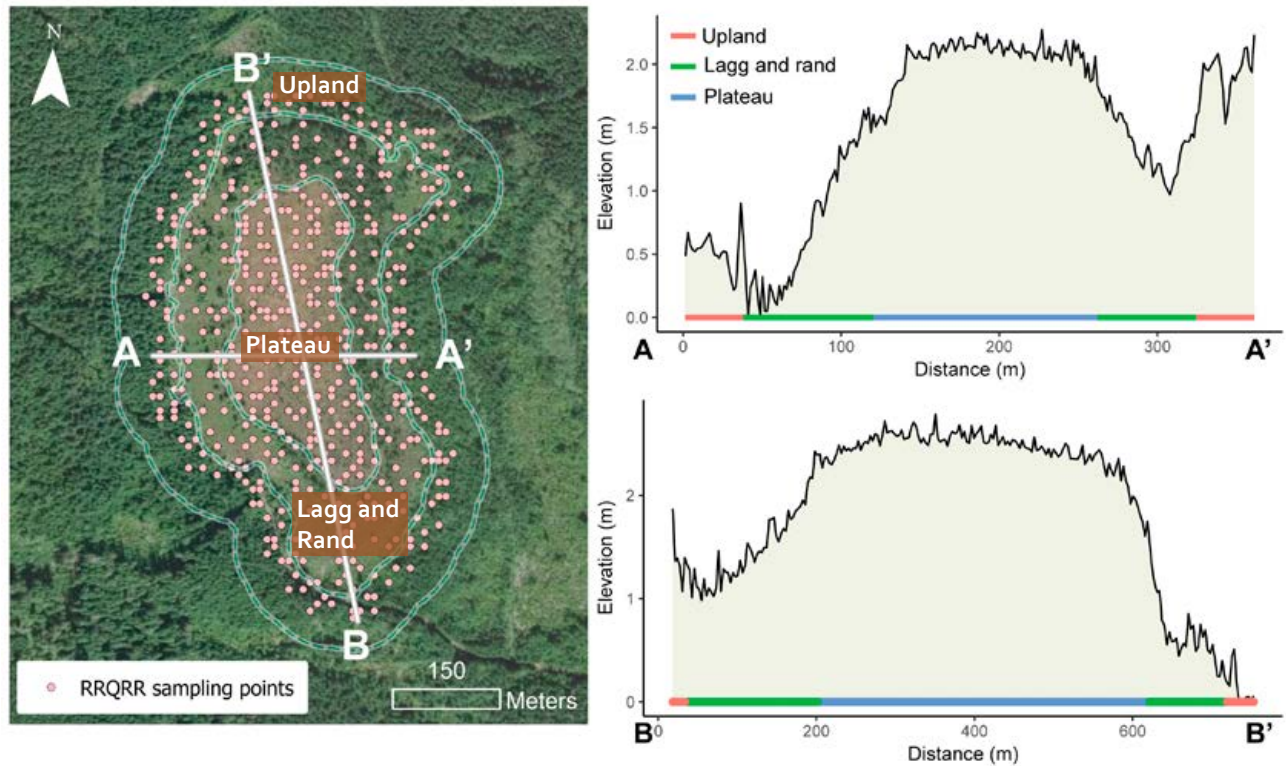 N
B'
Upland
A
Plateau
A'
Lagg and
Rand
B
RRQRR sampling points
150
Meters
Upland
Lagg and rand
Plateau
Elevation (m)
2.0
1.5
1.0
0.5
0.0
0 100 200 300
A A'
Distance (m)
Elevation (m)
2
1
0
0 200 400 600
B B'
Distance (m)